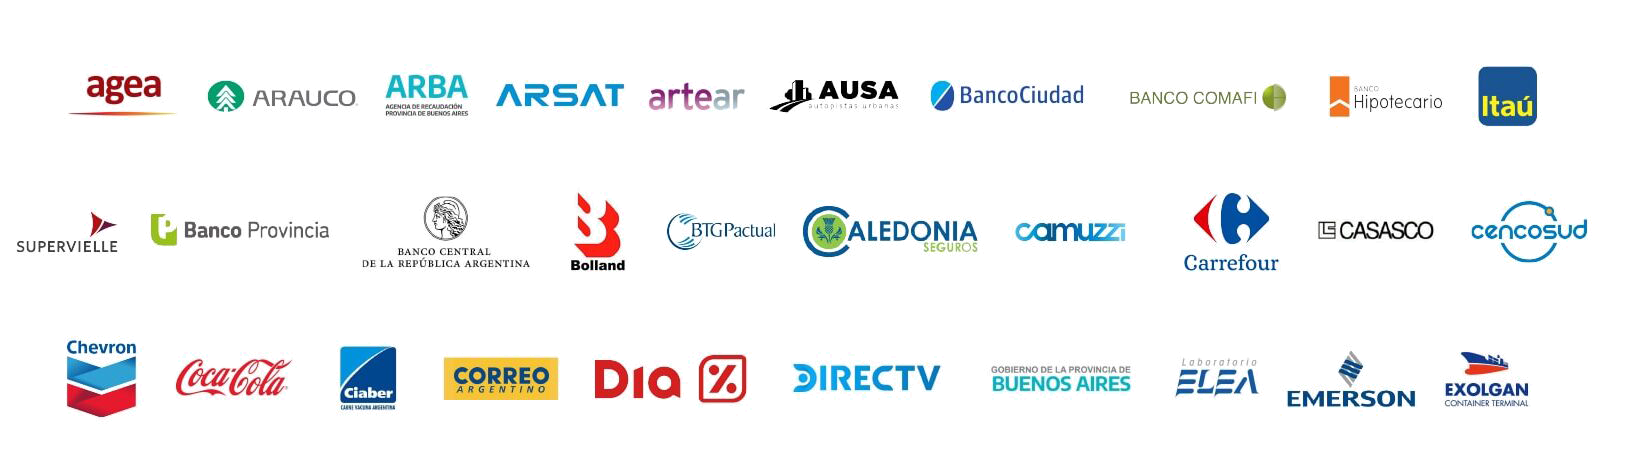 agea
ARAUCO
ARBA
AGENCIA DE RECAUDACIÓN
PROVINCIA DE BUENOS AIRES
ARSAT
artear
AUSA
autopistas urbanas
BancoCiudad
BANCO COMAFI
BANCO
Hipotecario
Itaú
SUPERVIELLE
Banco Provincia
BANCO CENTRAL
DE LA REPÚBLICA ARGENTINA
Bolland
BTGPactual
CALEDONIA
SEGUROS
camuzzi
Carrefour
CASASCO
cencosud
Chevron
Coca-Cola
Ciaber
CARNE VACUNA ARGENTINA
CORREO
ARGENTINO
Dia %
DIRECTV
GOBIERNO DE LA PROVINCIA DE
BUENOS AIRES
Laboratorio
ELEA
EMERSON
EXOLGAN
CONTAINER TERMINAL